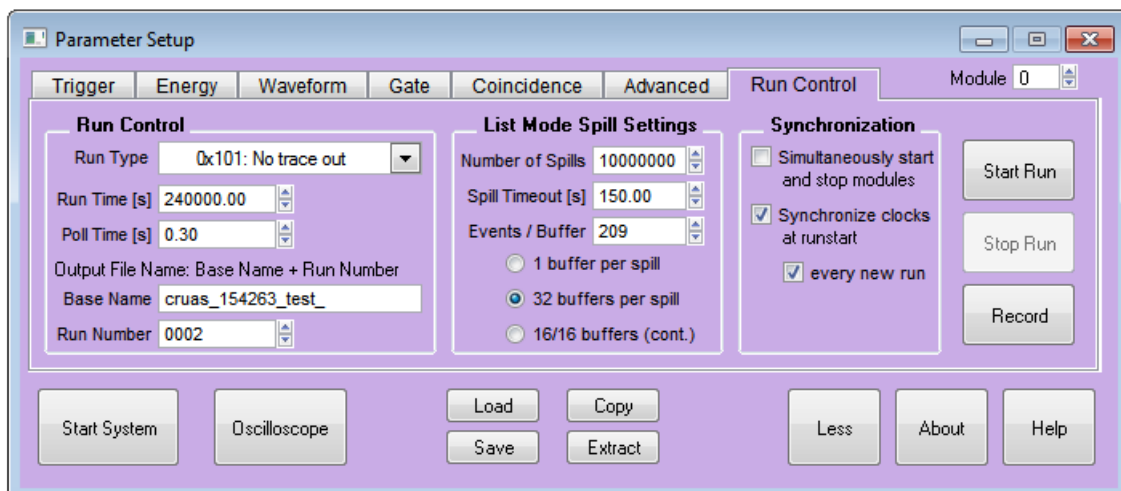 Parameter Setup
Trigger Energy Waveform Gate Coincidence Advanced Run Control Module 0
Run Control
Run Type 0x101: No trace out
Run Time [s] 240000.00
Poll Time [s] 0.30
Output File Name: Base Name + Run Number
Base Name cruas_154263_test_
Run Number 0002
List Mode Spill Settings
Number of Spills 10000000
Spill Timeout [s] 150.00
Events / Buffer 209
1 buffer per spill
32 buffers per spill
16/16 buffers (cont.)
Synchronization
Simultaneously start
and stop modules
Synchronize clocks
at runstart
every new run
Start Run
Stop Run
Record
Start System
Oscilloscope
Load
Copy
Save
Extract
Less
About
Help